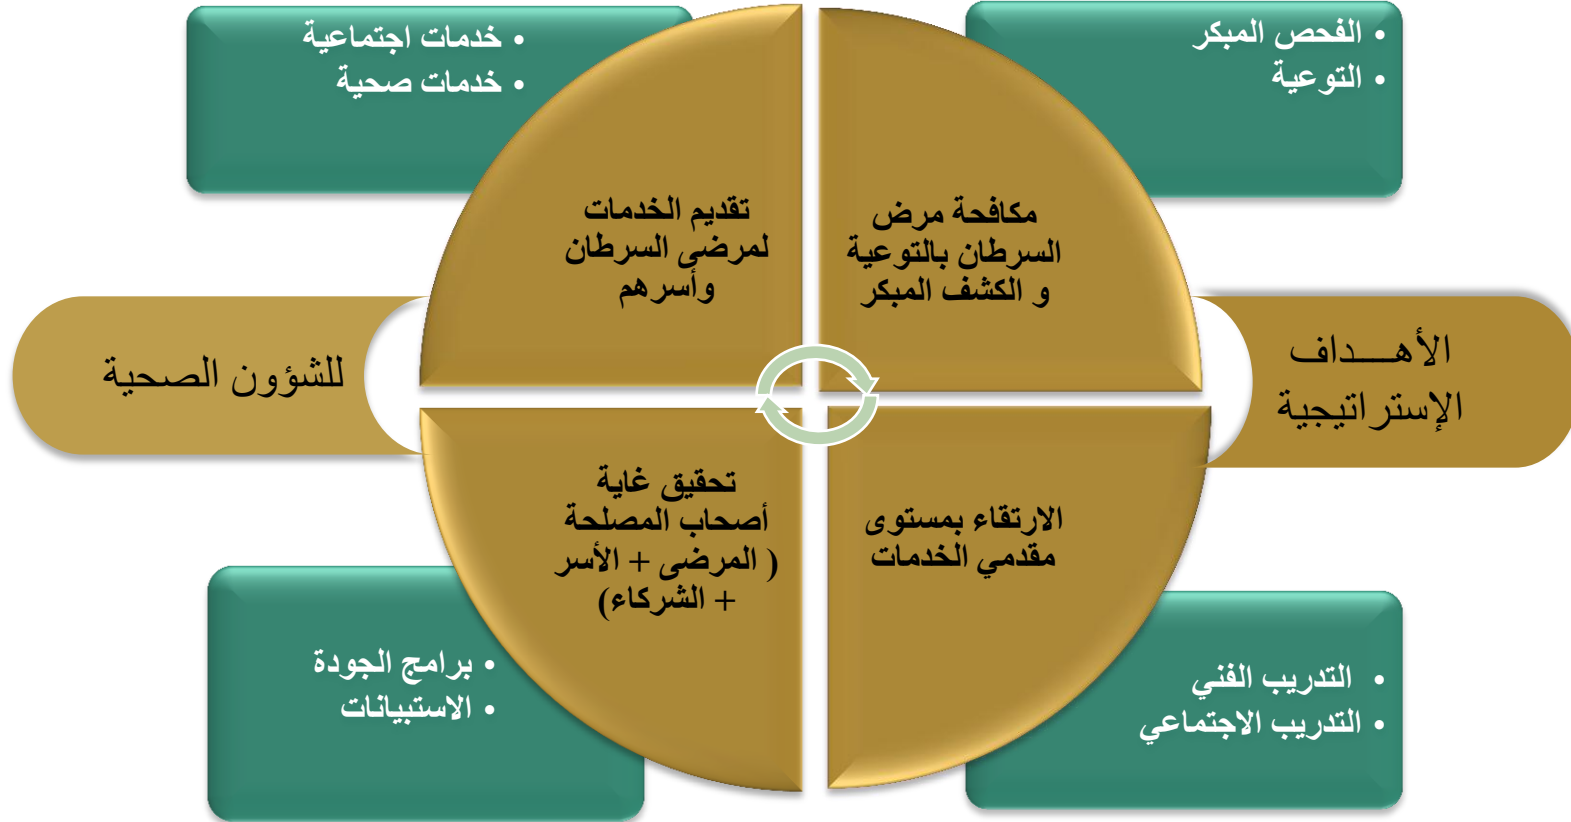 • الفحص المبكر
• التوعية
• خدمات اجتماعية
• خدمات صحية
مكافحة مرض
السرطان بالتوعية
و الكشف المبكر
تقديم الخدمات
لمرضى السرطان
وأسرهم
الأهـــداف
الإستراتيجية
للشؤون الصحية
الارتقاء بمستوى
مقدمي الخدمات
تحقيق غاية
أصحاب المصلحة
( المرضى + الأسر
+ الشركاء)
• التدريب الفني
• التدريب الاجتماعي
• برامج الجودة
• الاستبيانات